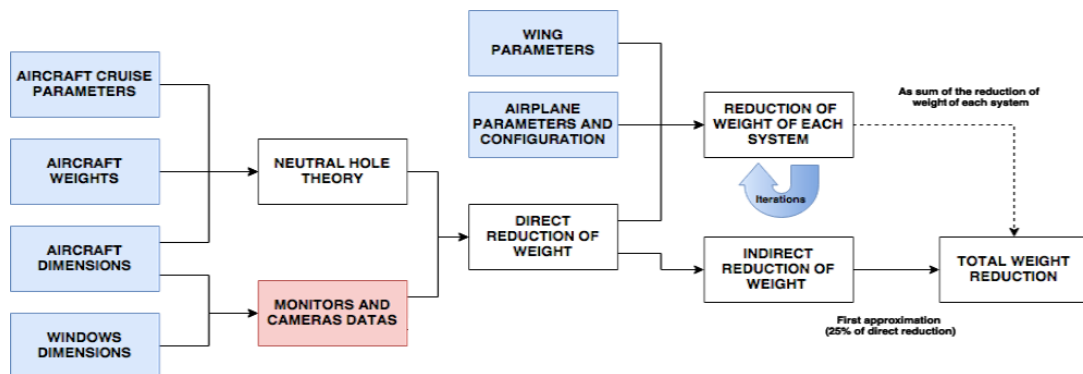 AIRCRAFT CRUISE
PARAMETERS
AIRCRAFT
WEIGHTS
AIRCRAFT
DIMENSIONS
WINDOWS
DIMENSIONS
NEUTRAL HOLE
THEORY
MONITORS AND
CAMERAS DATAS
WING
PARAMETERS
AIRPLANE
PARAMETERS AND
CONFIGURATION
DIRECT
REDUCTION OF
WEIGHT
REDUCTION OF
WEIGHT OF EACH
SYSTEM
Iterations
INDIRECT
REDUCTION OF
WEIGHT
As sum of the reduction of
weight of each system
TOTAL WEIGHT
REDUCTION
First approximation
(25% of direct reduction)